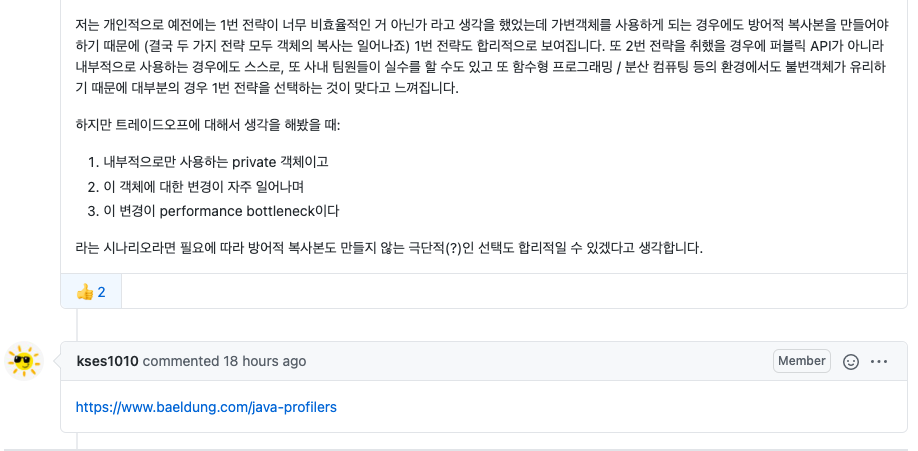 저는 개인적으로 예전에는 1번 전략이 너무 비효율적인 거 아닌가 라고 생각을 했었는데 가변객체를 사용하게 되는 경우에도 방어적 복사본을 만들어야
하기 때문에 (결국 두 가지 전략 모두 객체의 복사는 일어나죠) 1번 전략도 합리적으로 보여집니다. 또 2번 전략을 취했을 경우에 퍼블릭 API가 아니라
내부적으로 사용하는 경우에도 스스로, 또 사내 팀원들이 실수를 할 수도 있고 또 함수형 프로그래밍 / 분산 컴퓨팅 등의 환경에서도 불변객체가 유리하
기 때문에 대부분의 경우 1번 전략을 선택하는 것이 맞다고 느껴집니다.
하지만 트레이드오프에 대해서 생각을 해봤을 때:
1. 내부적으로만 사용하는 private 객체이고
2. 이 객체에 대한 변경이 자주 일어나며
3. 이 변경이 performance bottleneck이다
라는 시나리오라면 필요에 따라 방어적 복사본도 만들지 않는 극단적(?)인 선택도 합리적일 수 있겠다고 생각합니다.
👍 2
kses1010 commented 18 hours ago Member
https://www.baeldung.com/java-profilers